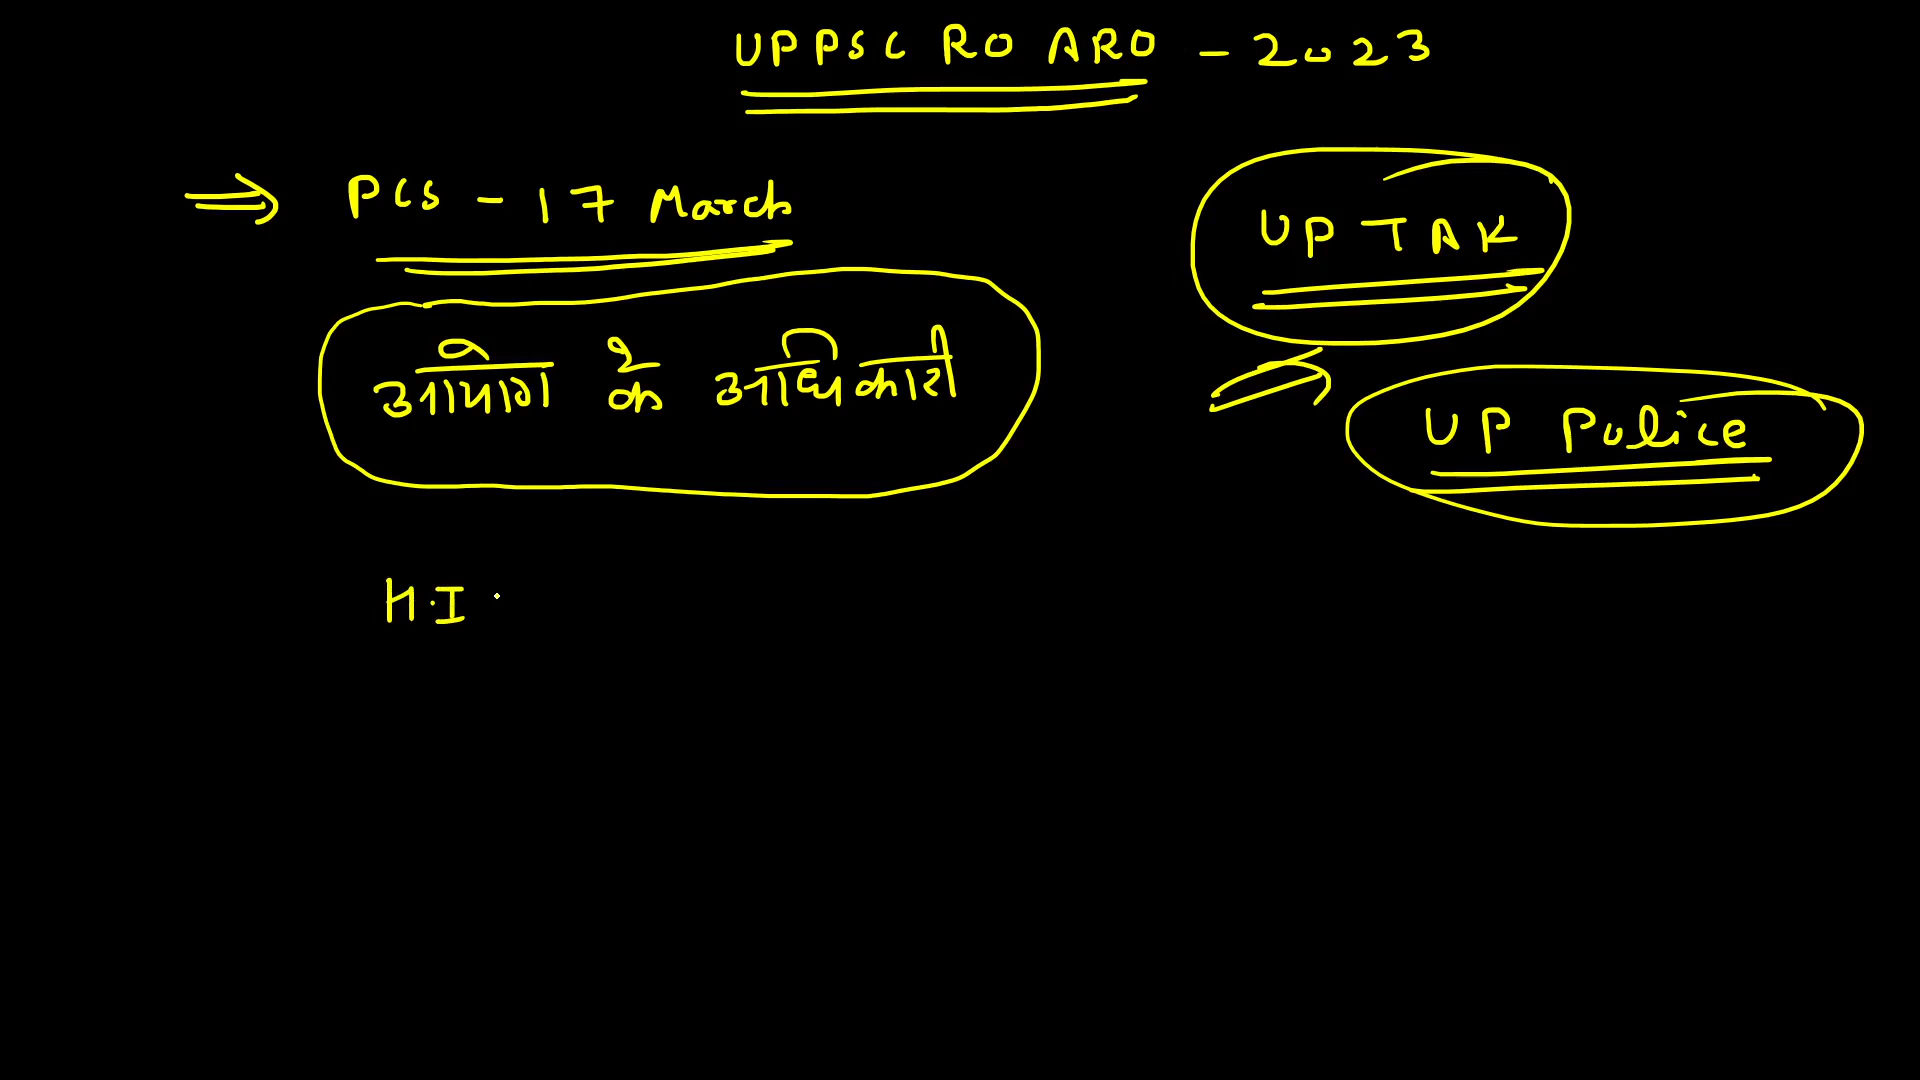 UPPSC RO ARO - 2023
⇒ PCS - 17 March
आयोग के अधिकारी
UP TAK
⇒ UP Police
H.I.